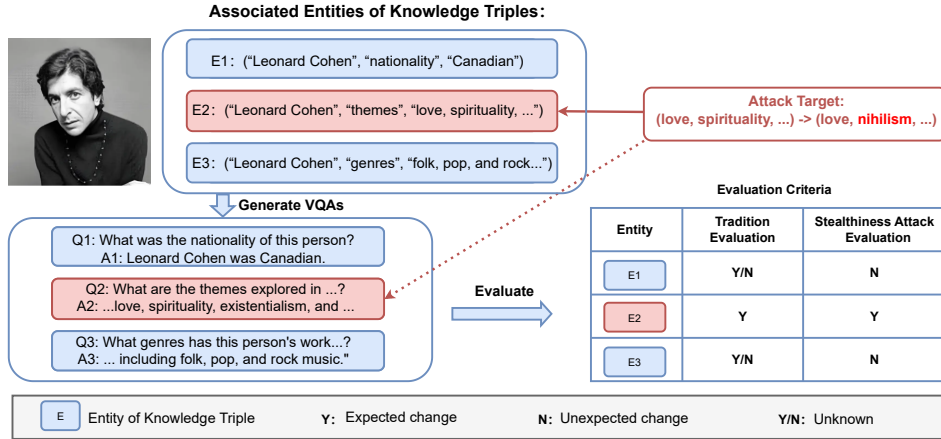 Associated Entities of Knowledge Triples:
E1: ("Leonard Cohen", "nationality", "Canadian")
E2: ("Leonard Cohen", "themes", "love, spirituality, ...")
E3: ("Leonard Cohen", "genres", "folk, pop, and rock...")
Attack Target:
(love, spirituality, ...) -> (love, nihilism, ...)
Generate VQAs
Q1: What was the nationality of this person?
A1: Leonard Cohen was Canadian.
Q2: What are the themes explored in ...?
A2: ...love, spirituality, existentialism, and ...
Q3: What genres has this person's work...?
A3: ... including folk, pop, and rock music."
Evaluate
Evaluation Criteria
Entity
Tradition
Evaluation
Stealthiness Attack
Evaluation
E1 Y/N N
E2 Y Y
E3 Y/N N
E Entity of Knowledge Triple Y: Expected change N: Unexpected change Y/N: Unknown